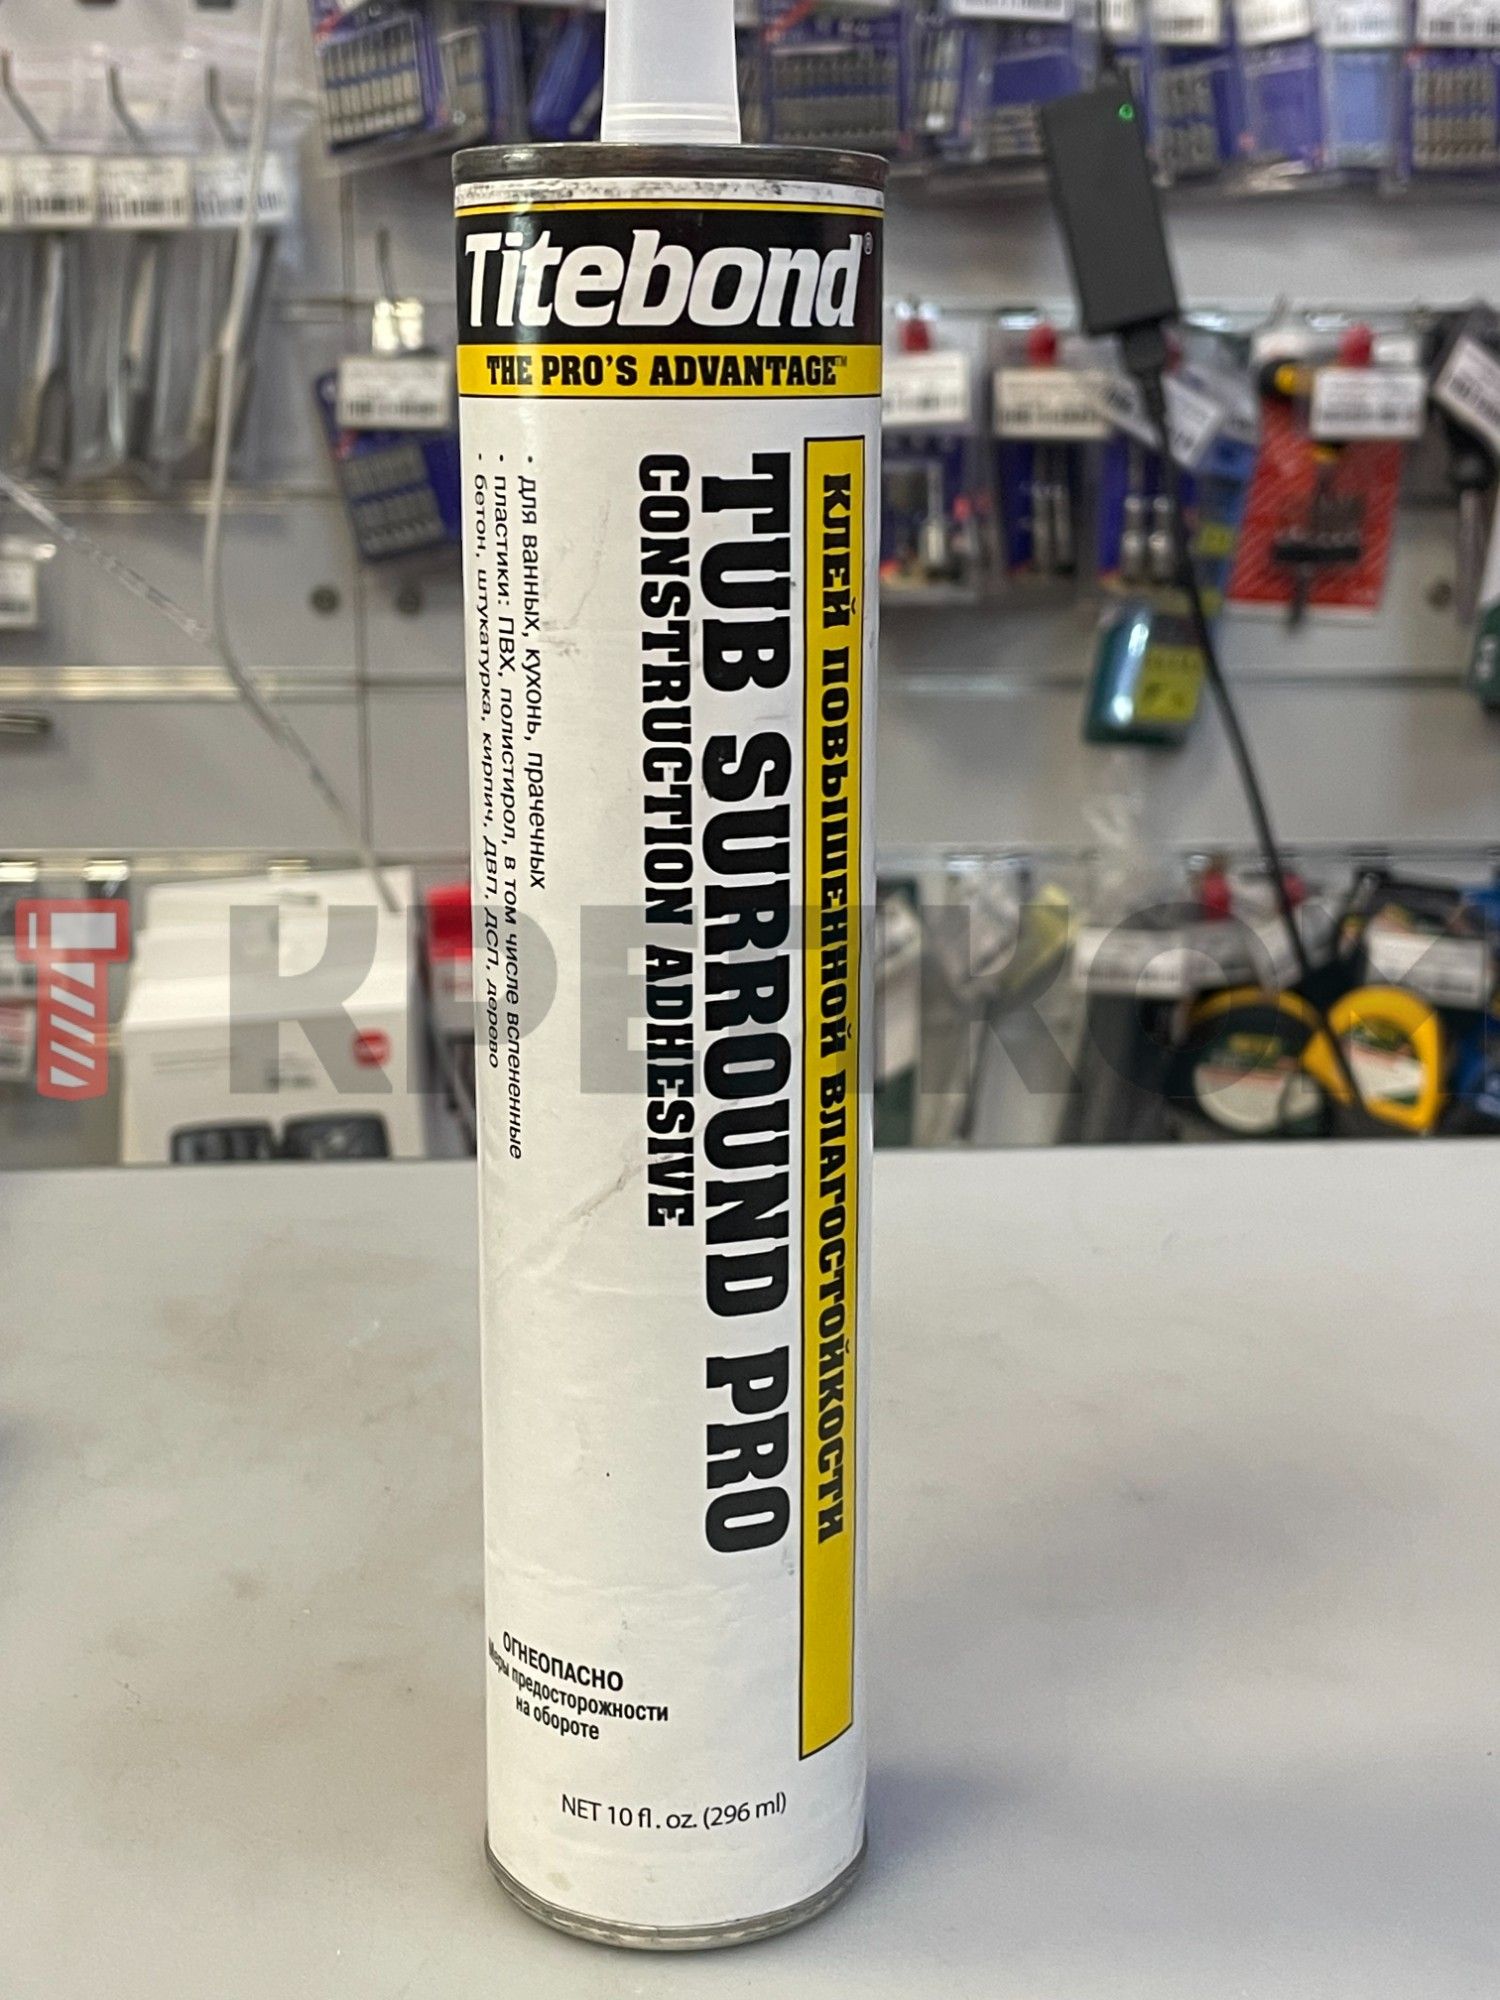 Titebond®
THE PRO'S ADVANTAGE™
КЛЕЙ ПОВЫШЕННОЙ ВЛАГОСТОЙКОСТИ
TUB SURROUND PRO
CONSTRUCTION ADHESIVE
• для ванных, кухонь, прачечных
• пластики: ПВХ, полистирол, в том числе вспененные
- бетон, штукатурка, кирпич, ДВП, ДСП, дерево
ОГНЕОПАСНО
Меры предосторожности
на обороте
NET 10 fl. oz. (296 ml)
КРЕПКОХ